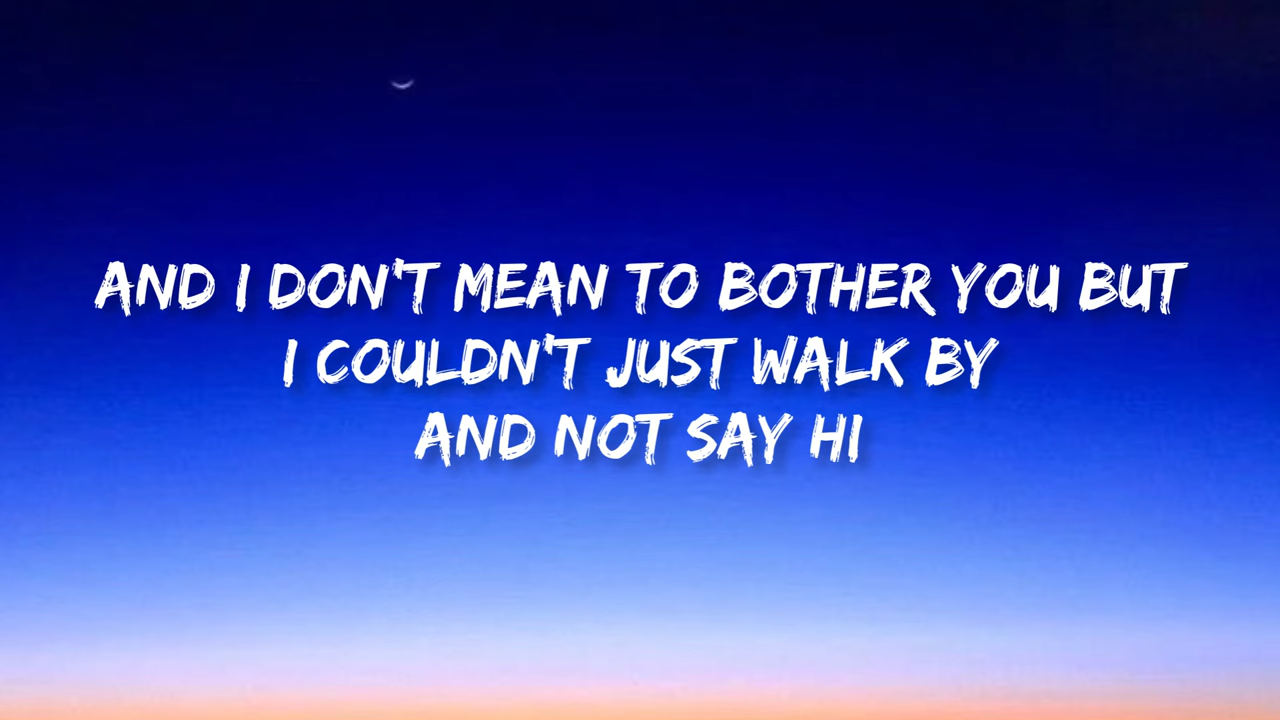 AND I DON'T MEAN TO BOTHER YOU BUT
I COULDN'T JUST WALK BY
AND NOT SAY HI